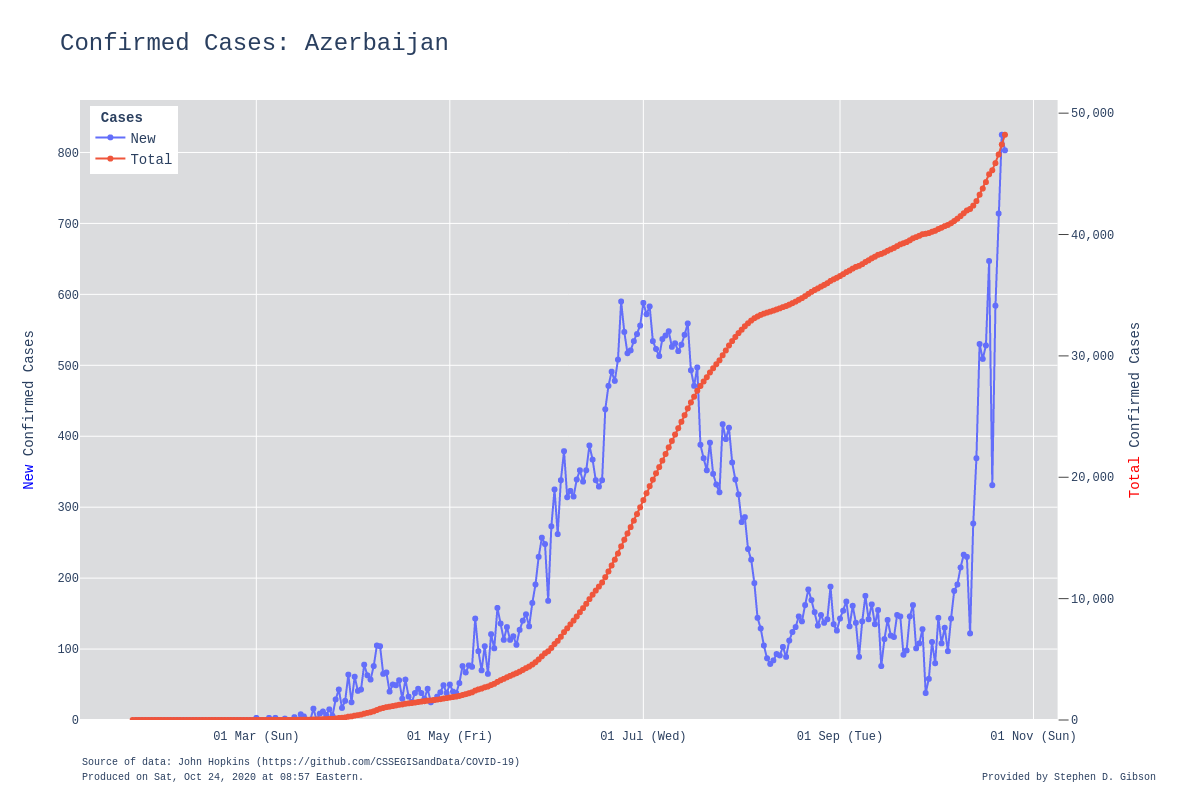 Confirmed Cases: Azerbaijan
Cases
New
Total
800
700
600
500
400
300
200
100
0
New Confirmed Cases
50,000
40,000
30,000
20,000
10,000
0
Total Confirmed Cases
01 Mar (Sun)
01 May (Fri)
01 Jul (Wed)
01 Sep (Tue)
01 Nov (Sun)
Source of data: John Hopkins (https://github.com/CSSEGISandData/COVID-19)
Produced on Sat, Oct 24, 2020 at 08:57 Eastern.
Provided by Stephen D. Gibson